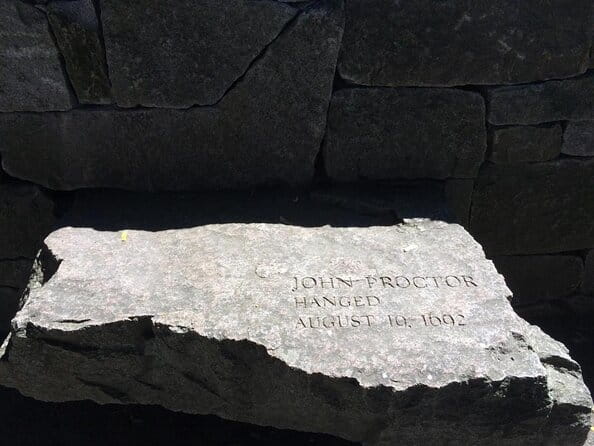 JOHN PROCTOR
HANGED
AUGUST 19, 1692